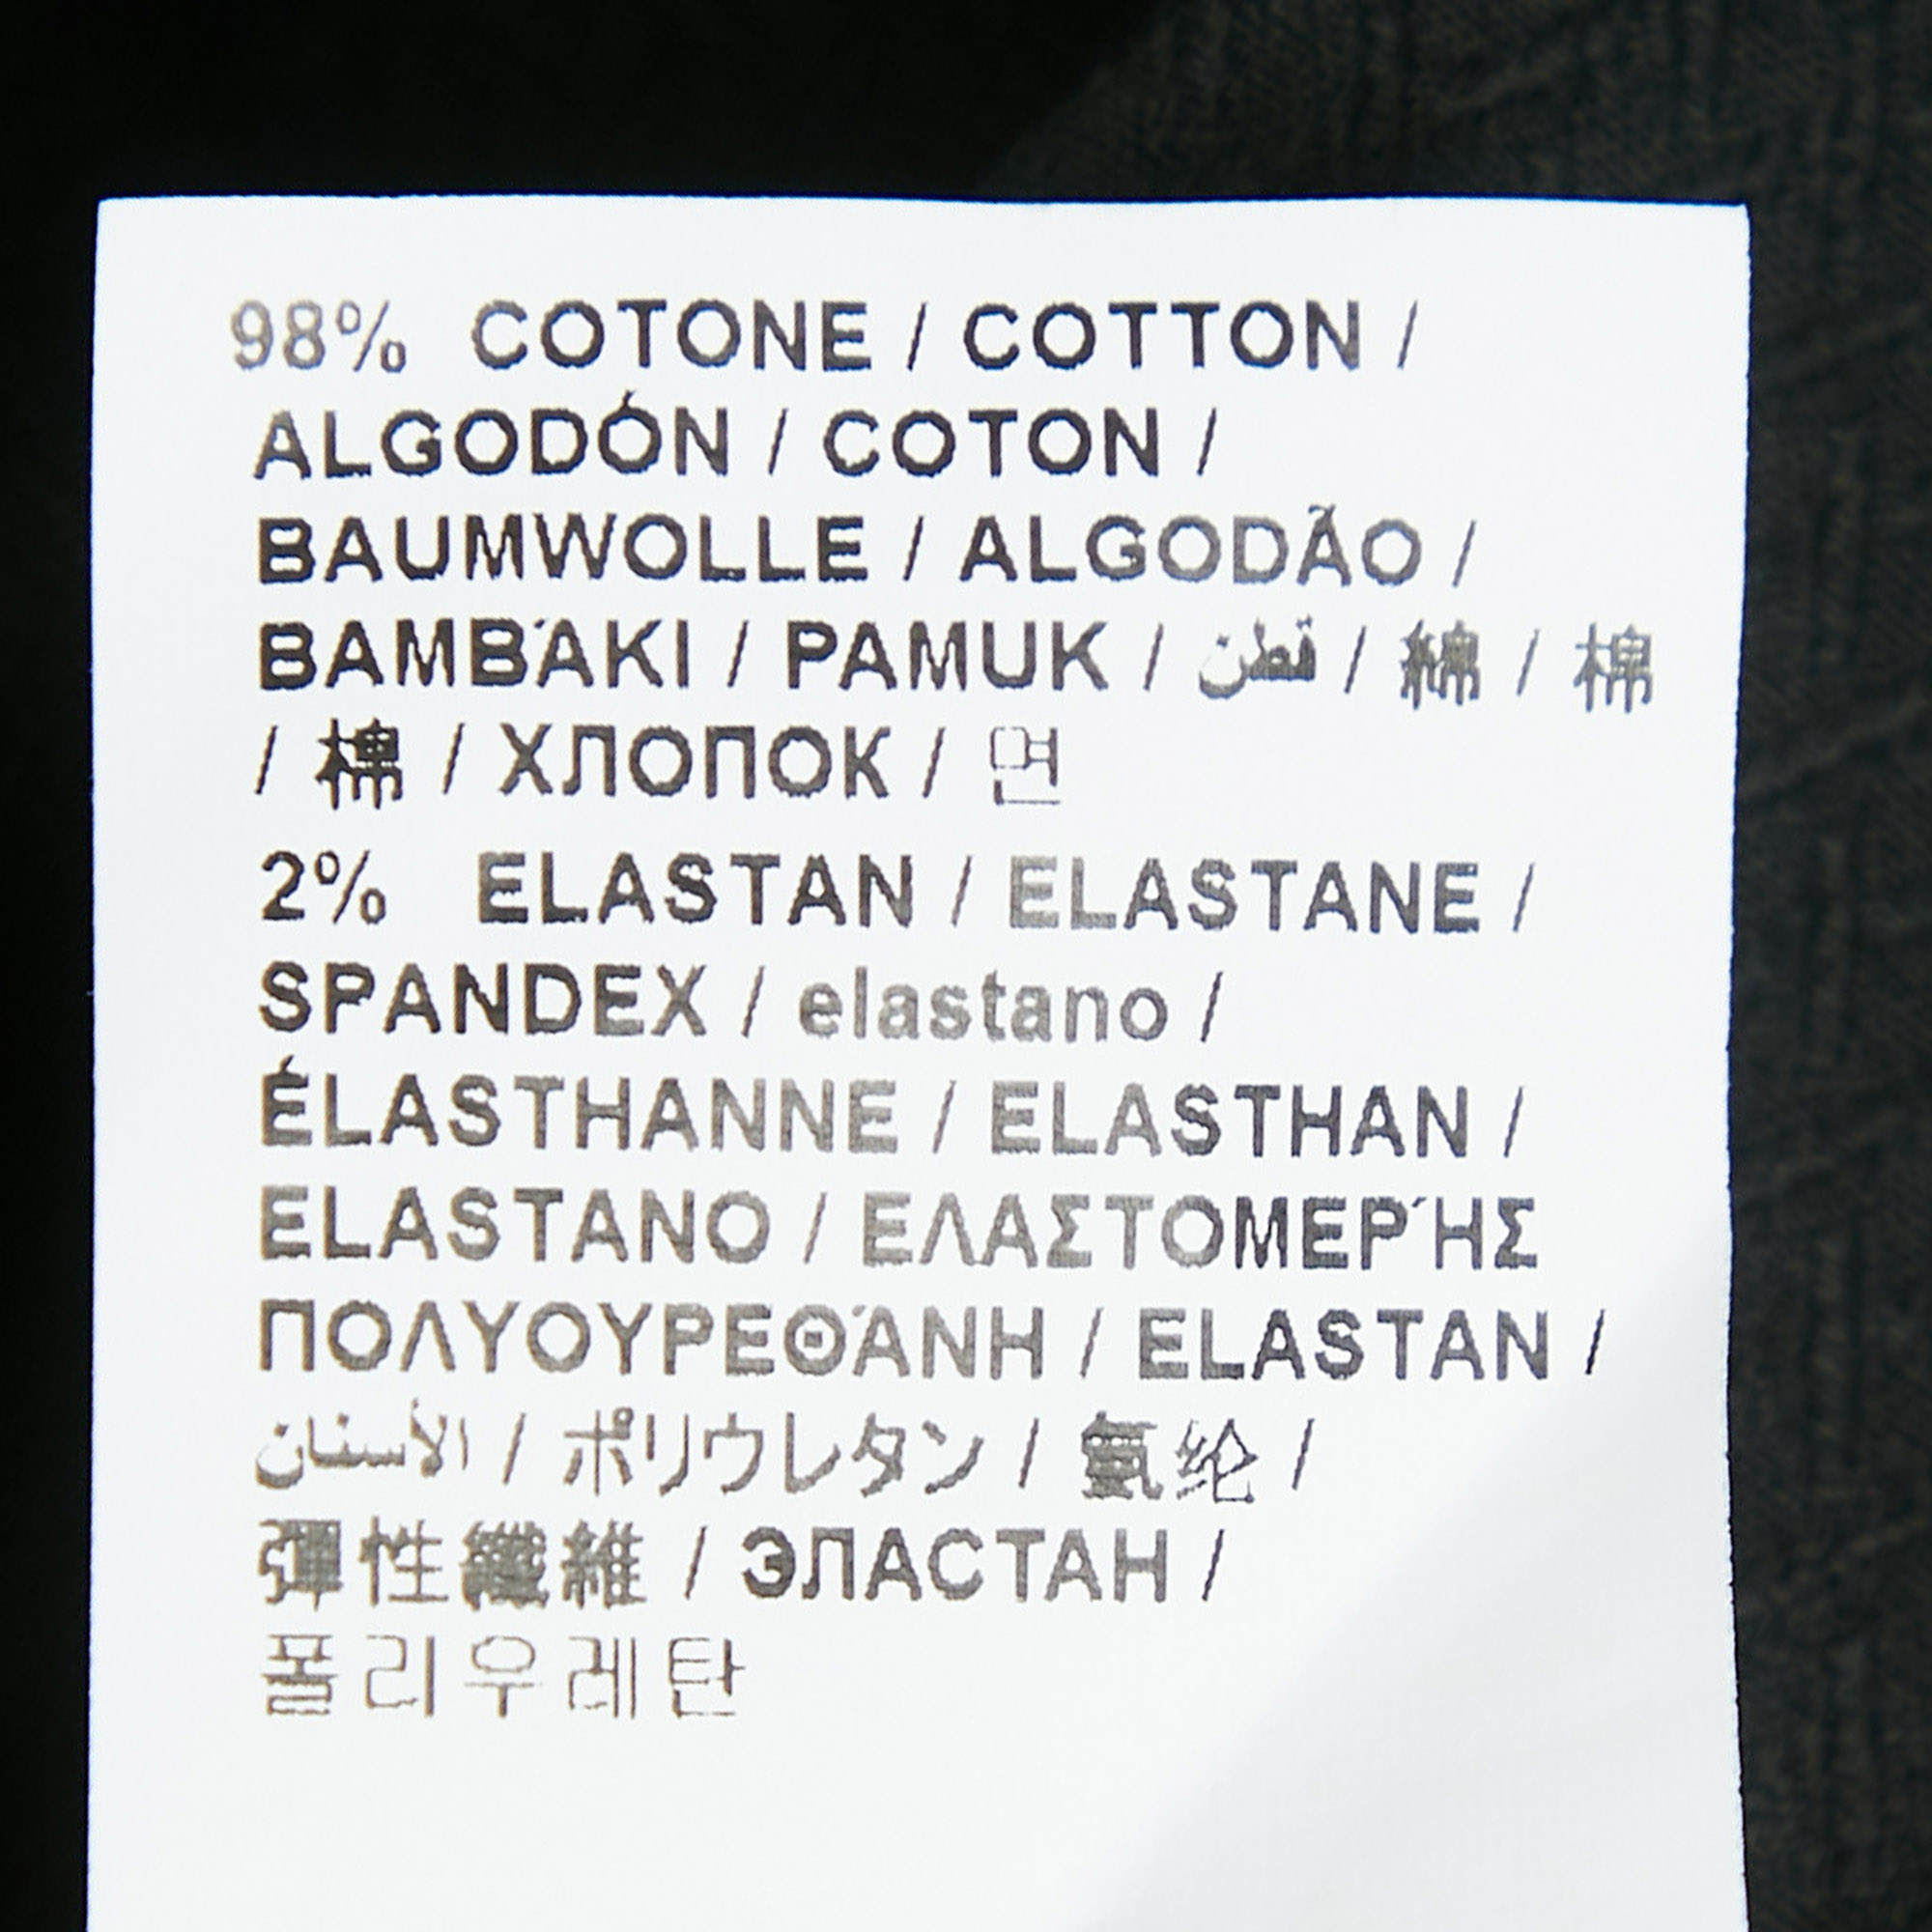 98% COTONE / COTTON /
ALGODÓN / COTON /
BAUMWOLLE / ALGODÃO /
ΒΑΜΒΆΚΙ / PAMUK / قطن / 綿 / 棉
/ 棉 / ХЛОПОК / 면
2% ELASTAN / ELASTANE /
SPANDEX / elastano /
ÉLASTHANNE / ELASTHAN /
ELASTANO / ΕΛΑΣΤΟΜΕΡΉΣ
ΠΟΛΥΟΥΡΕΘΆΝΗ / ELASTAN /
الأسنان / ポリウレタン / 氨纶 /
彈性纖維 / ЭЛАСТАН /
폴리우레탄